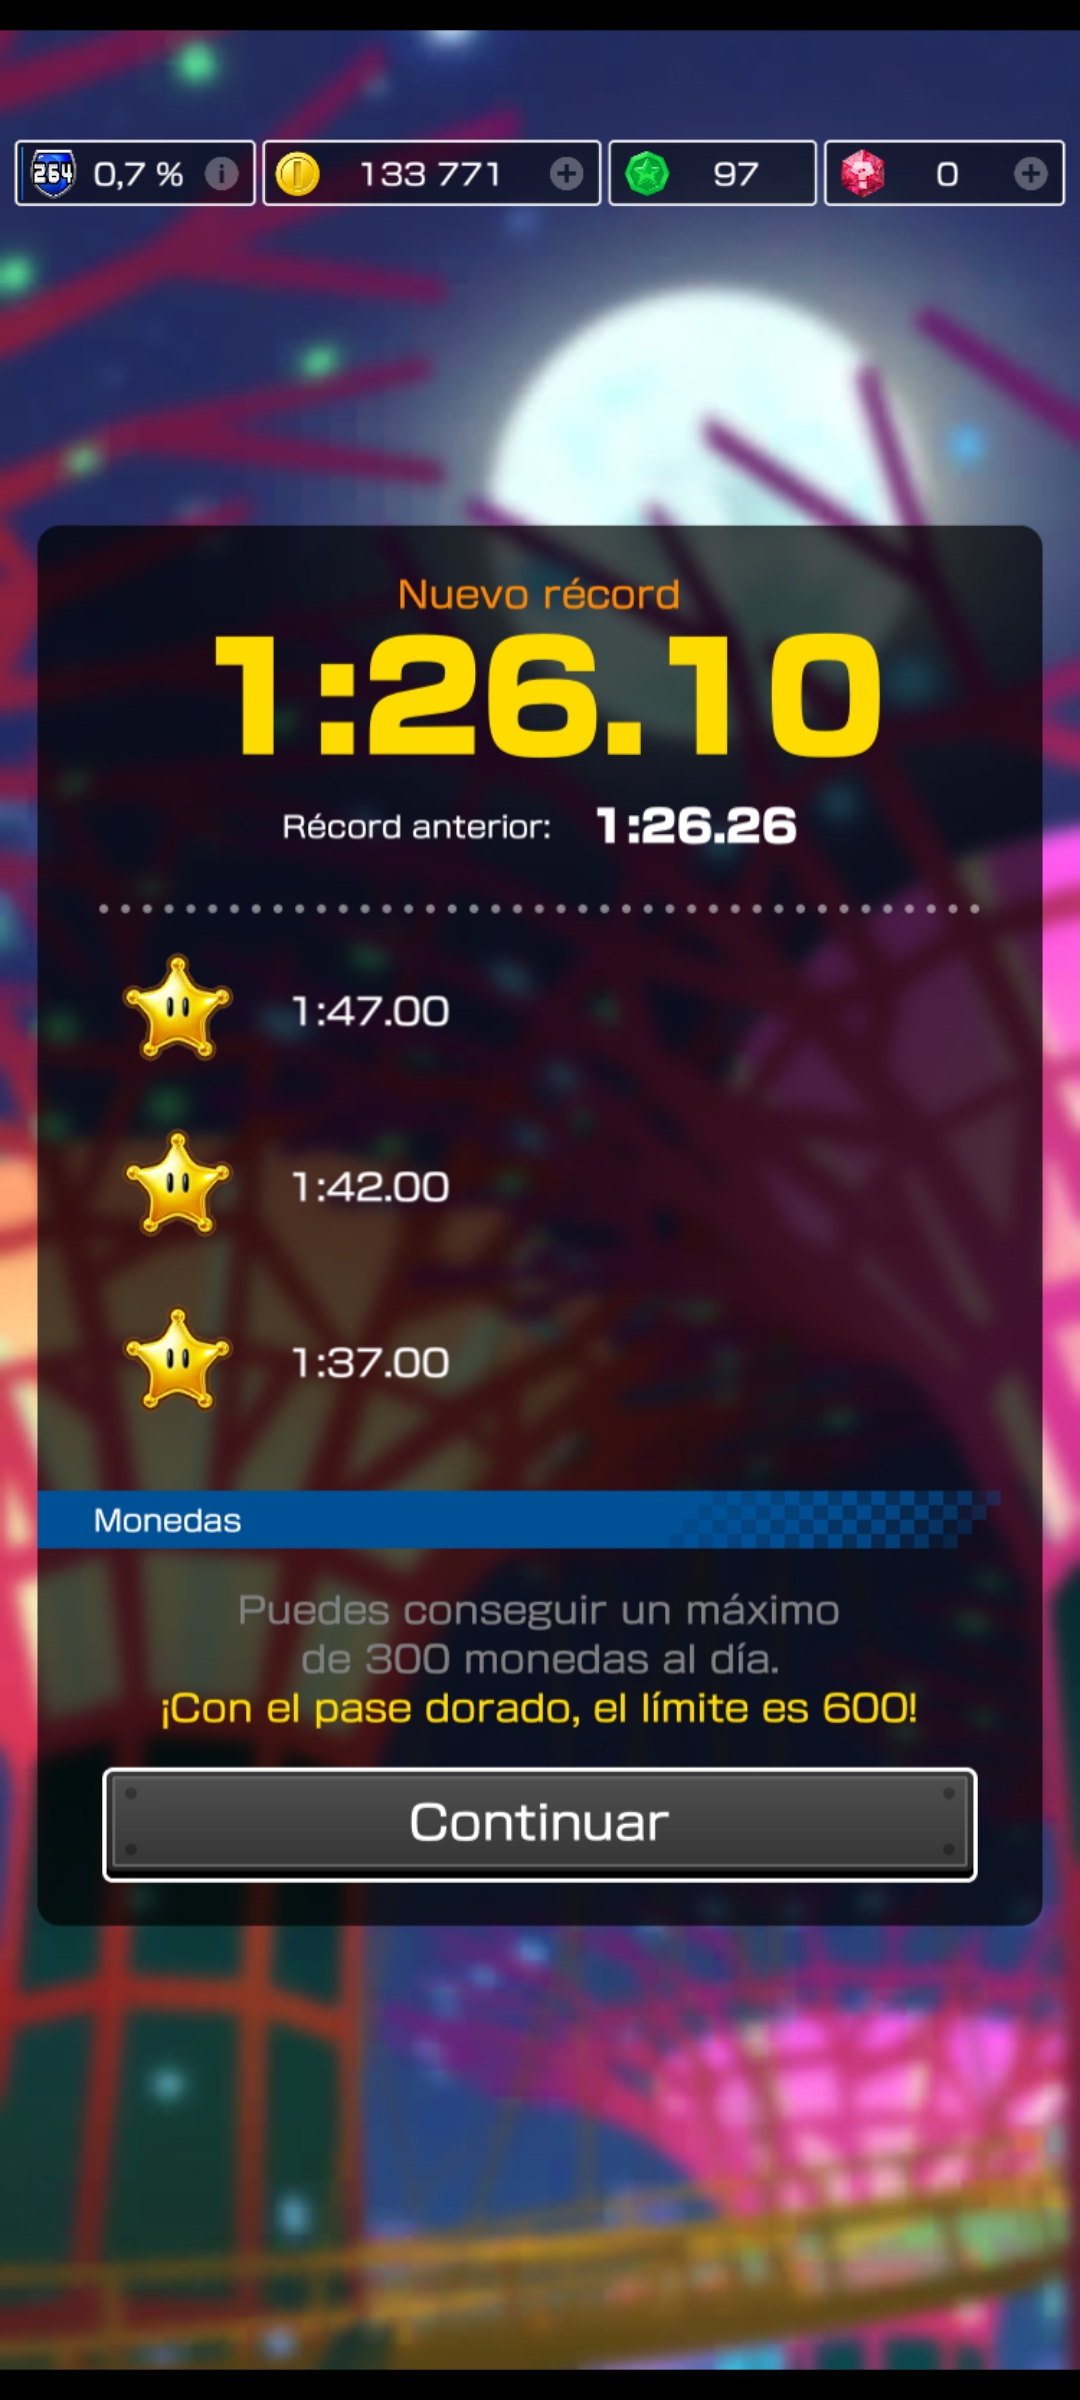 264 0,7 % i 133 771 + 97 0 +
Nuevo récord
1:26.10
Récord anterior: 1:26.26
1:47.00
1:42.00
1:37.00
Monedas
Puedes conseguir un máximo
de 300 monedas al día.
¡Con el pase dorado, el límite es 600!
Continuar